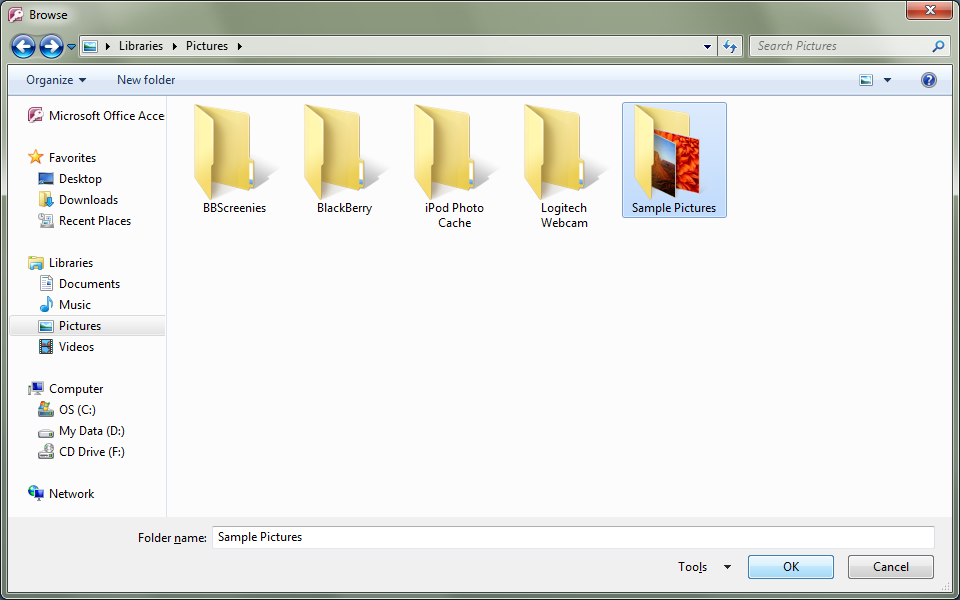 Browse
Libraries Pictures
Search Pictures
Organize New folder
Microsoft Office Acce
Favorites
Desktop
Downloads
Recent Places
Libraries
Documents
Music
Pictures
Videos
Computer
OS (C:)
My Data (D:)
CD Drive (F:)
Network
BBScreenies
BlackBerry
iPod Photo
Cache
Logitech
Webcam
Sample Pictures
Folder name: Sample Pictures
Tools OK Cancel